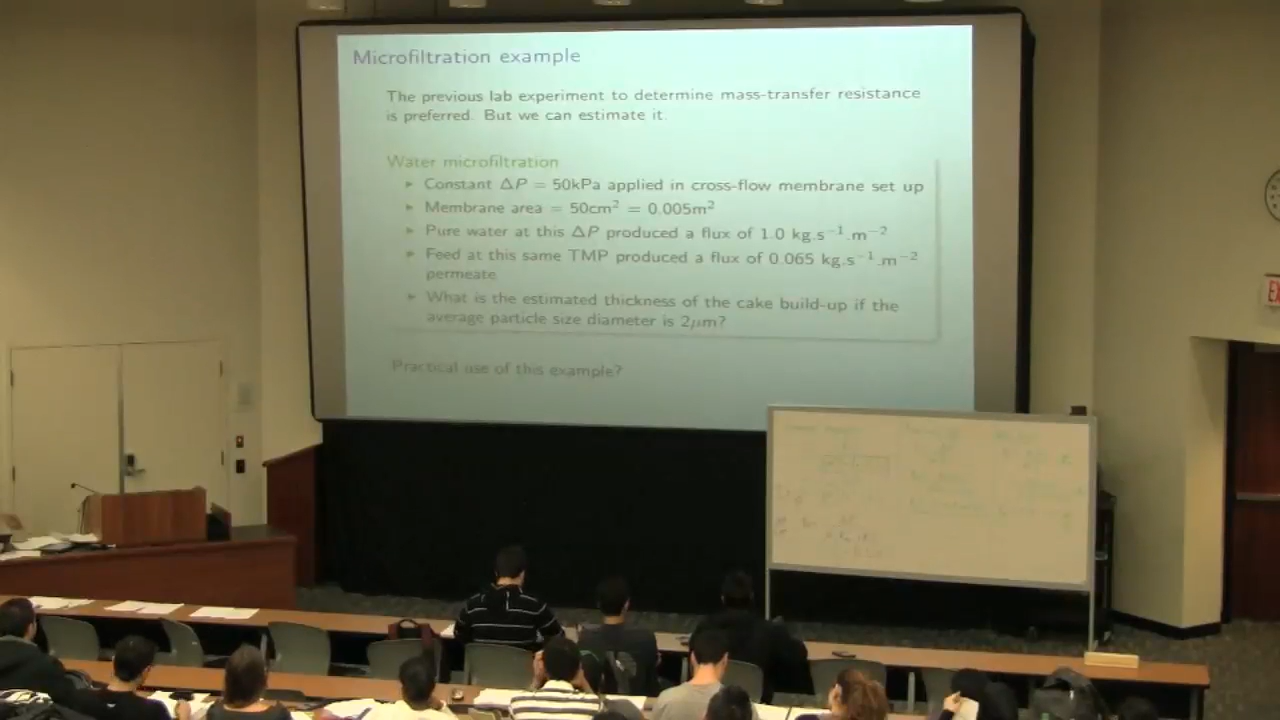 Microfiltration example
The previous lab experiment to determine mass-transfer resistance
is preferred. But we can estimate it.
Water microfiltration
▸ Constant ΔP = 50kPa applied in cross-flow membrane set up
▸ Membrane area = 50cm² = 0.005m²
▸ Pure water at this ΔP produced a flux of 1.0 kg.s⁻¹.m⁻²
▸ Feed at this same TMP produced a flux of 0.065 kg.s⁻¹.m⁻²
permeate
▸ What is the estimated thickness of the cake build-up if the
average particle size diameter is 2μm?
Practical use of this example?